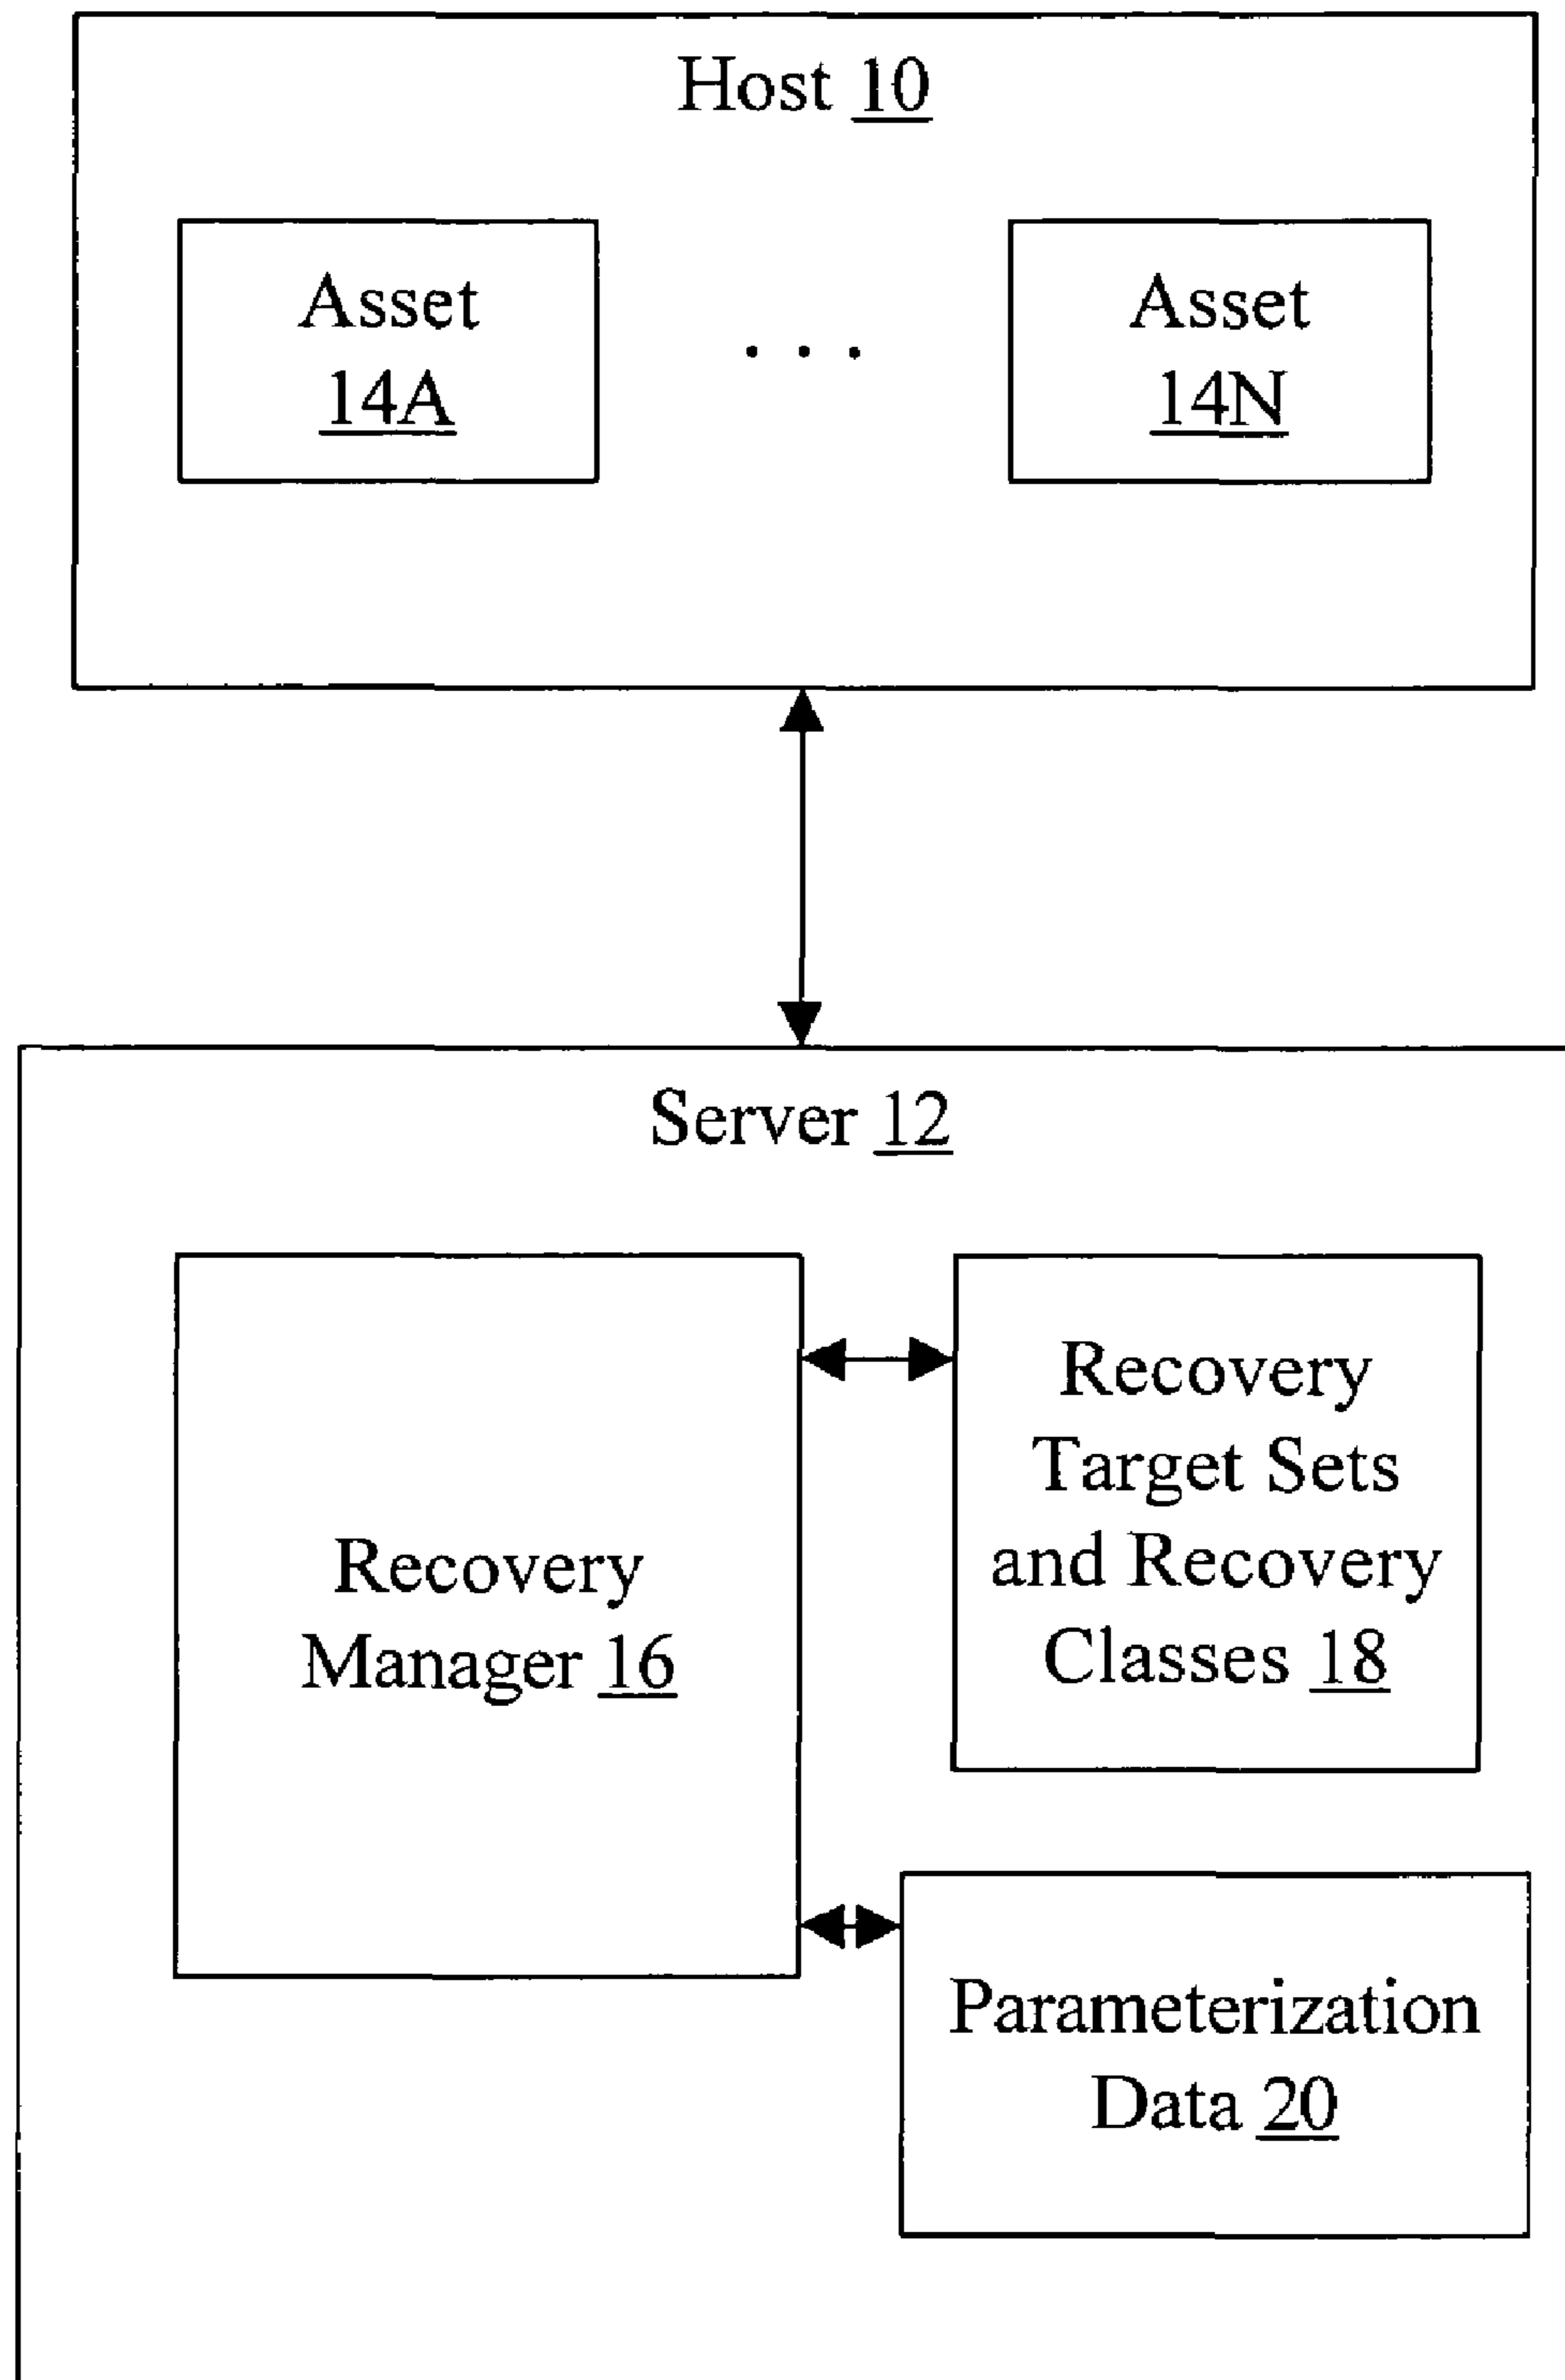 Host 10
Asset
14A
. . .
Asset
14N
Server 12
Recovery
Manager 16
Recovery
Target Sets
and Recovery
Classes 18
Parameterization
Data 20